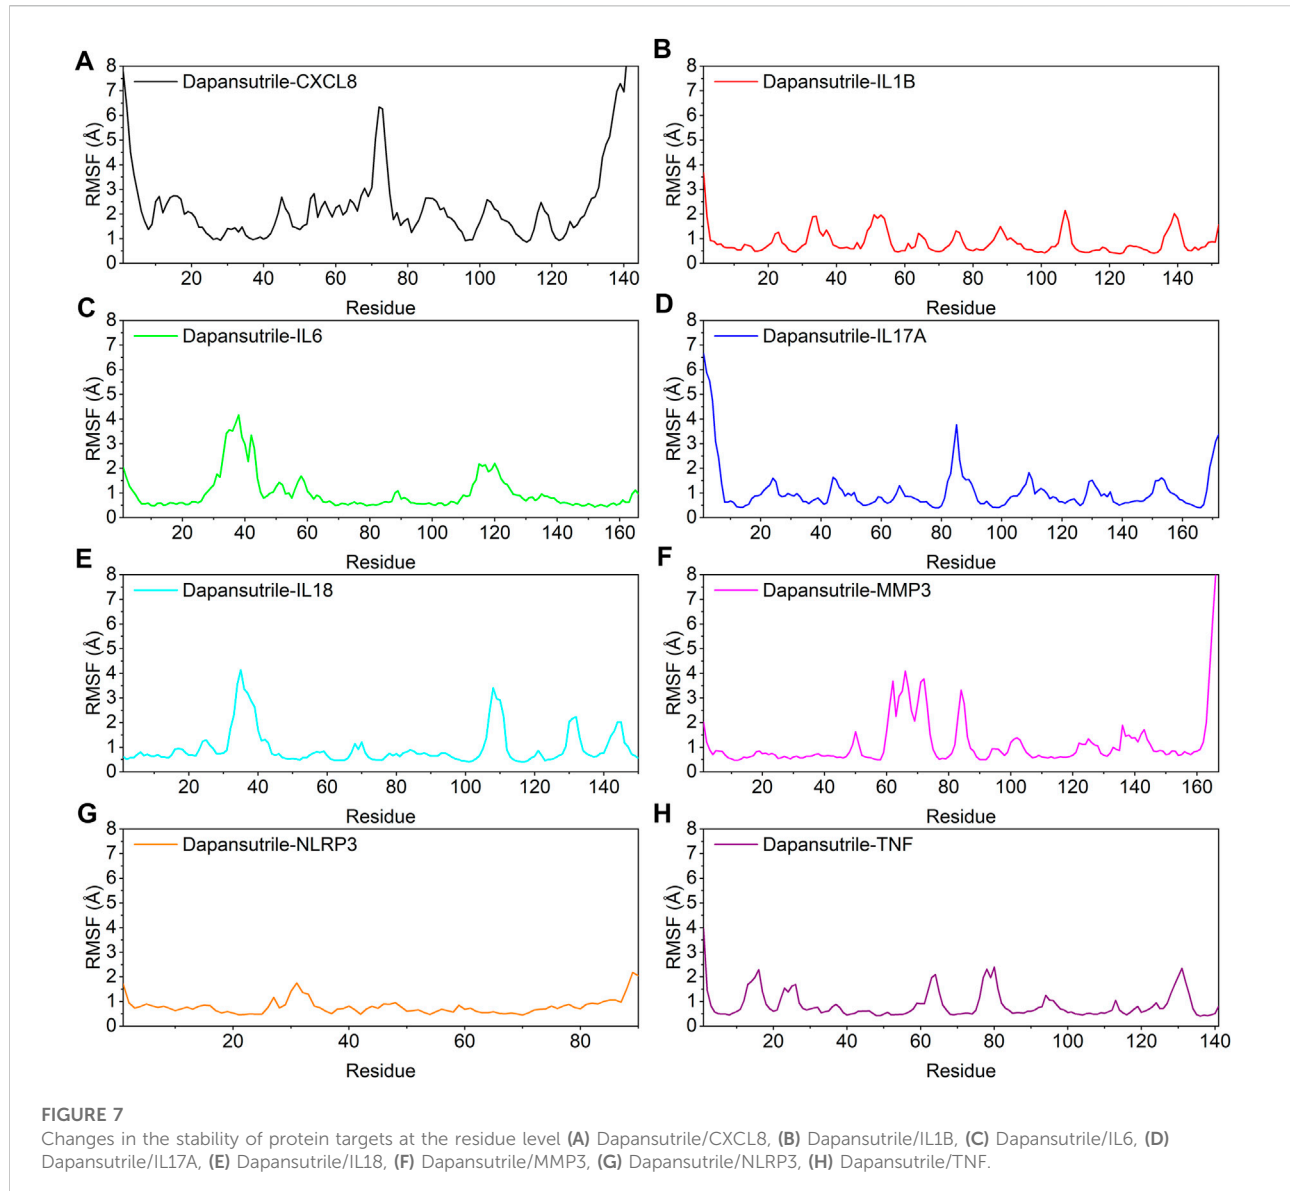 A
Dapansutrile-CXCL8
RMSF (Å)
8
7
6
5
4
3
2
1
0
20 40 60 80 100 120 140
Residue
B
Dapansutrile-IL1B
RMSF (Å)
8
7
6
5
4
3
2
1
0
20 40 60 80 100 120 140
Residue
C
Dapansutrile-IL6
RMSF (Å)
8
7
6
5
4
3
2
1
0
20 40 60 80 100 120 140 160
Residue
D
Dapansutrile-IL17A
RMSF (Å)
8
7
6
5
4
3
2
1
0
20 40 60 80 100 120 140 160
Residue
E
Dapansutrile-IL18
RMSF (Å)
8
7
6
5
4
3
2
1
0
20 40 60 80 100 120 140
Residue
F
Dapansutrile-MMP3
RMSF (Å)
8
7
6
5
4
3
2
1
0
20 40 60 80 100 120 140 160
Residue
G
Dapansutrile-NLRP3
RMSF (Å)
8
7
6
5
4
3
2
1
0
20 40 60 80
Residue
H
Dapansutrile-TNF
RMSF (Å)
8
7
6
5
4
3
2
1
0
20 40 60 80 100 120 140
Residue
FIGURE 7
Changes in the stability of protein targets at the residue level (A) Dapansutrile/CXCL8, (B) Dapansutrile/IL1B, (C) Dapansutrile/IL6, (D)
Dapansutrile/IL17A, (E) Dapansutrile/IL18, (F) Dapansutrile/MMP3, (G) Dapansutrile/NLRP3, (H) Dapansutrile/TNF.